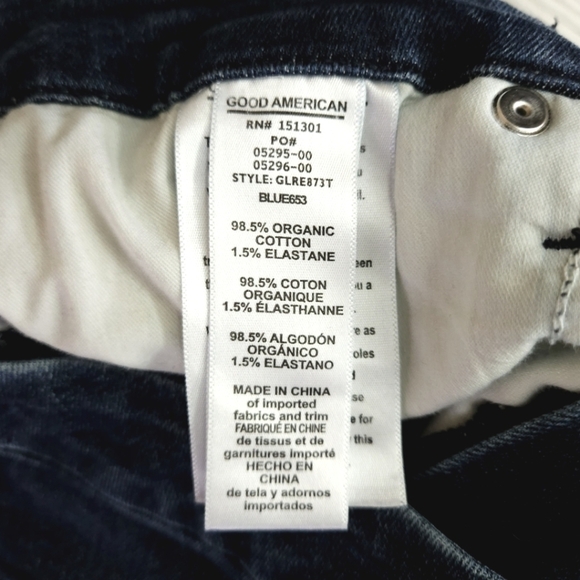 GOOD AMERICAN
RN# 151301
PO#
05295-00
05296-00
STYLE: GLRE873T
BLUE653
98.5% ORGANIC
COTTON
1.5% ELASTANE
98.5% COTON
ORGANIQUE
1.5% ÉLASTHANNE
98.5% ALGODÓN
ORGÁNICO
1.5% ELASTANO
MADE IN CHINA
of imported
fabrics and trim
FABRIQUÉ EN CHINE
de tissus et de
garnitures importé
HECHO EN
CHINA
de tela y adornos
importados